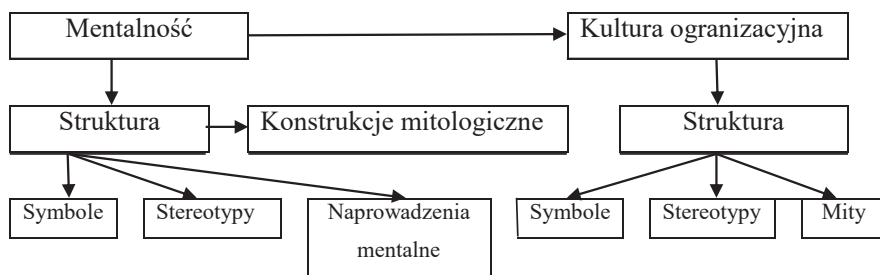 Mentalność
Kultura ogranizacyjna
Struktura
Konstrukcje mitologiczne
Struktura
Symbole
Stereotypy
Naprowadzenia
mentalne
Symbole
Stereotypy
Mity